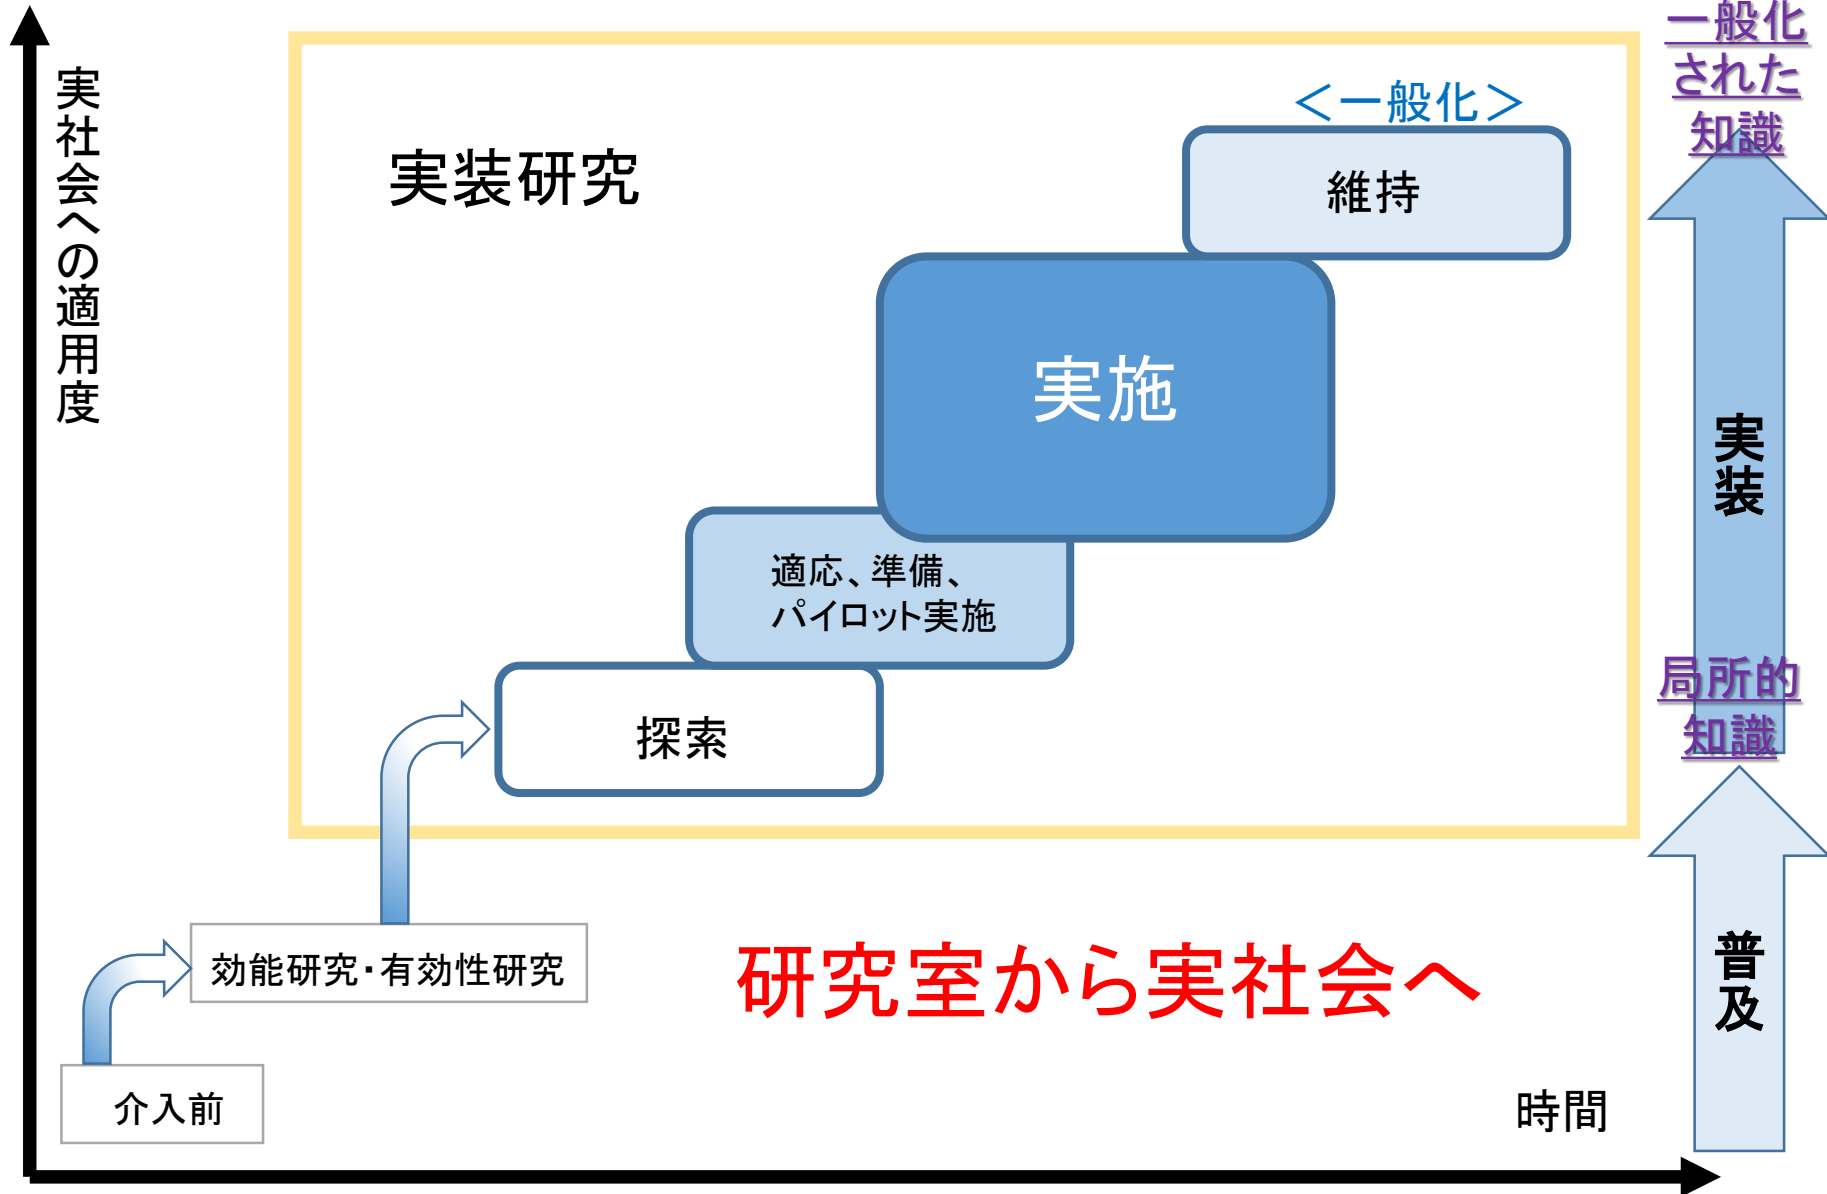 一般化
された
知識
実社会への適用度
＜一般化＞
実装研究
維持
実施
実装
適応、準備、
パイロット実施
局所的
知識
探索
効能研究・有効性研究
研究室から実社会へ
普及
介入前
時間